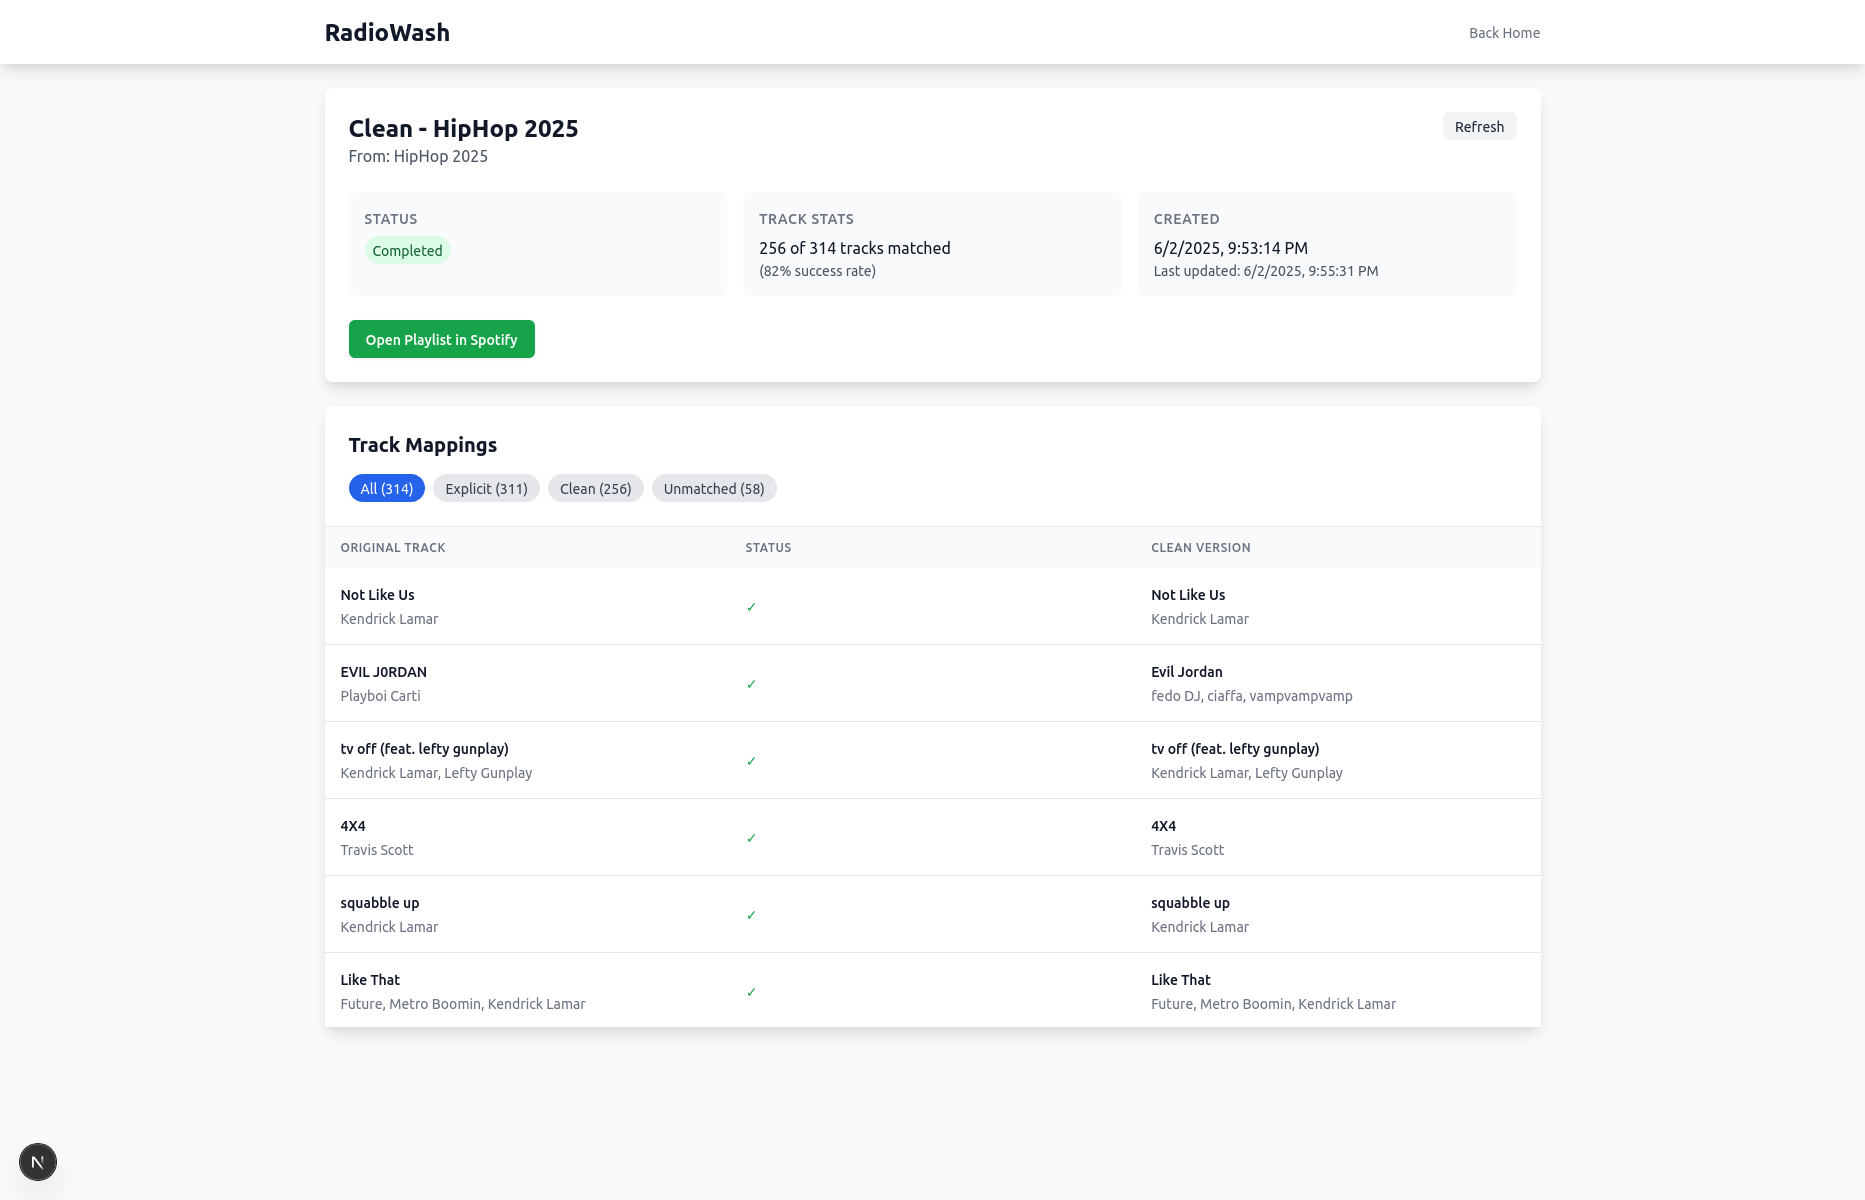 RadioWash
Back Home
Clean - HipHop 2025
Refresh
From: HipHop 2025
STATUS
Completed
TRACK STATS
256 of 314 tracks matched
(82% success rate)
CREATED
6/2/2025, 9:53:14 PM
Last updated: 6/2/2025, 9:55:31 PM
Open Playlist in Spotify
Track Mappings
All (314) Explicit (311) Clean (256) Unmatched (58)
ORIGINAL TRACK STATUS CLEAN VERSION
Not Like Us
Kendrick Lamar
✓
Not Like Us
Kendrick Lamar
EVIL J0RDAN
Playboi Carti
✓
Evil Jordan
fedo DJ, ciaffa, vampvampvamp
tv off (feat. lefty gunplay)
Kendrick Lamar, Lefty Gunplay
✓
tv off (feat. lefty gunplay)
Kendrick Lamar, Lefty Gunplay
4X4
Travis Scott
✓
4X4
Travis Scott
squabble up
Kendrick Lamar
✓
squabble up
Kendrick Lamar
Like That
Future, Metro Boomin, Kendrick Lamar
✓
Like That
Future, Metro Boomin, Kendrick Lamar
N